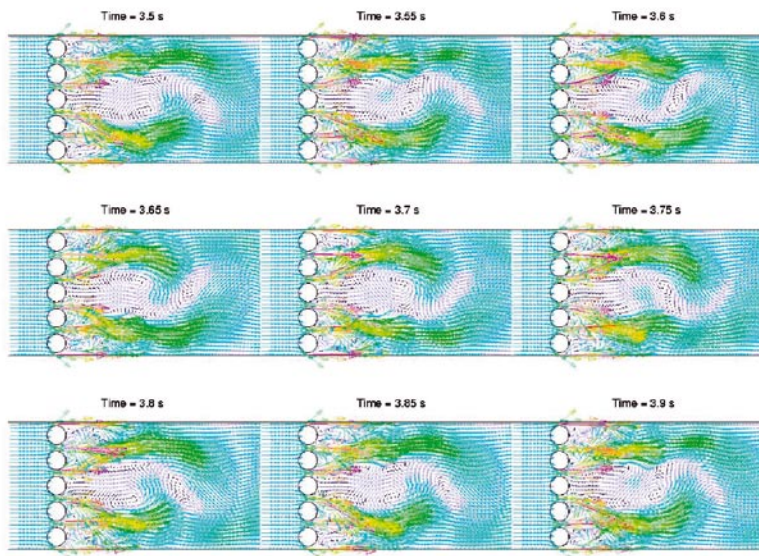 Time = 3.5 s
Time = 3.55 s
Time = 3.6 s
Time = 3.65 s
Time = 3.7 s
Time = 3.75 s
Time = 3.8 s
Time = 3.85 s
Time = 3.9 s